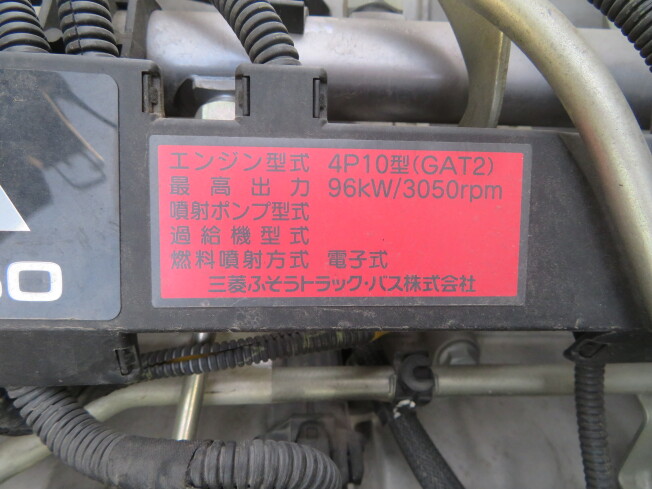 エンジン型式 4P10型(GAT2)
最高出力 96kW/3050rpm
噴射ポンプ型式
過給機型式
燃料噴射方式 電子式
三菱ふそうトラック・バス株式会社